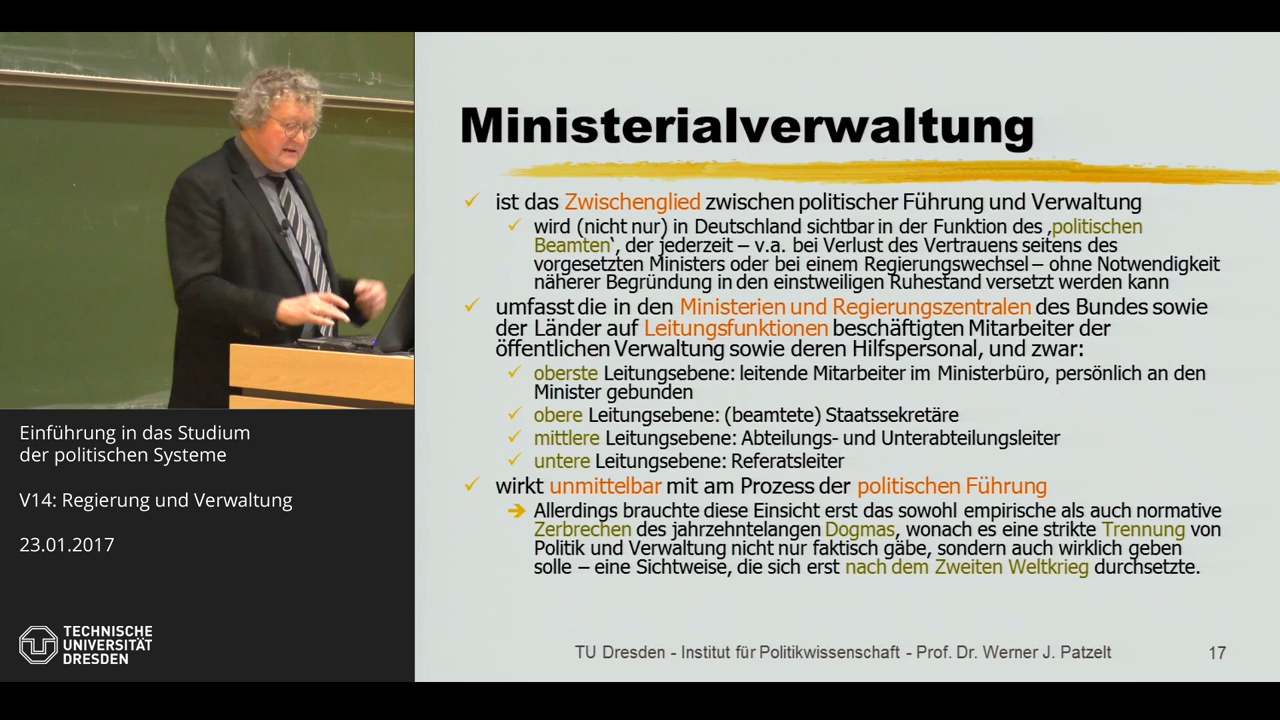 Ministerialverwaltung
ist das Zwischenglied zwischen politischer Führung und Verwaltung
wird (nicht nur) in Deutschland sichtbar in der Funktion des ‚politischen
Beamten‘, der jederzeit – v.a. bei Verlust des Vertrauens seitens des
vorgesetzten Ministers oder bei einem Regierungswechsel – ohne Notwendigkeit
näherer Begründung in den einstweiligen Ruhestand versetzt werden kann
umfasst die in den Ministerien und Regierungszentralen des Bundes sowie
der Länder auf Leitungsfunktionen beschäftigten Mitarbeiter der
öffentlichen Verwaltung sowie deren Hilfspersonal, und zwar:
oberste Leitungsebene: leitende Mitarbeiter im Ministerbüro, persönlich an den
Minister gebunden
obere Leitungsebene: (beamtete) Staatssekretäre
mittlere Leitungsebene: Abteilungs- und Unterabteilungsleiter
untere Leitungsebene: Referatsleiter
wirkt unmittelbar mit am Prozess der politischen Führung
Allerdings brauchte diese Einsicht erst das sowohl empirische als auch normative
Zerbrechen des jahrzehntelangen Dogmas, wonach es eine strikte Trennung von
Politik und Verwaltung nicht nur faktisch gäbe, sondern auch wirklich geben
solle – eine Sichtweise, die sich erst nach dem Zweiten Weltkrieg durchsetzte.
TU Dresden - Institut für Politikwissenschaft - Prof. Dr. Werner J. Patzelt
17
Einführung in das Studium
der politischen Systeme
V14: Regierung und Verwaltung
23.01.2017
TECHNISCHE
UNIVERSITÄT
DRESDEN